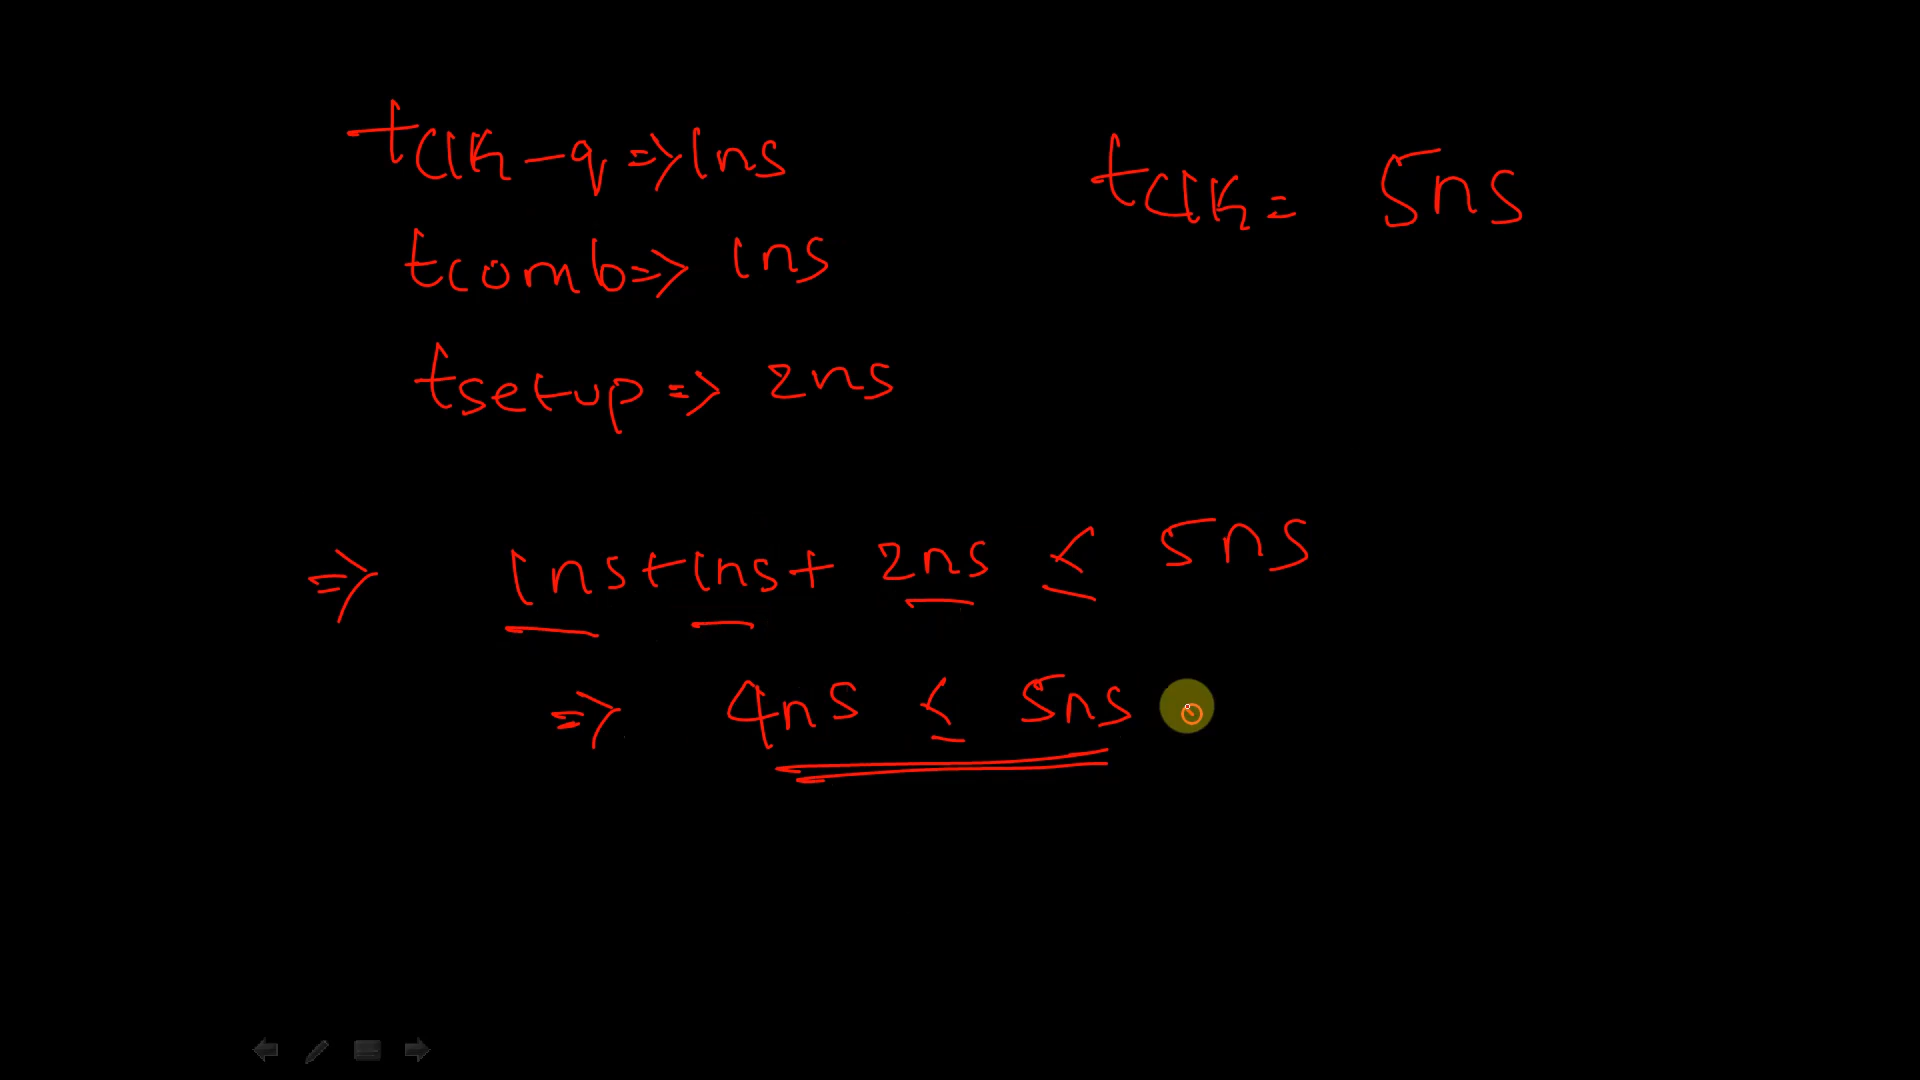 tclk-q => 1ns
tclk = 5ns
tcomb => 1ns
tsetup => 2ns
=> 1ns + 1ns + 2ns ≤ 5ns
=> 4ns ≤ 5ns